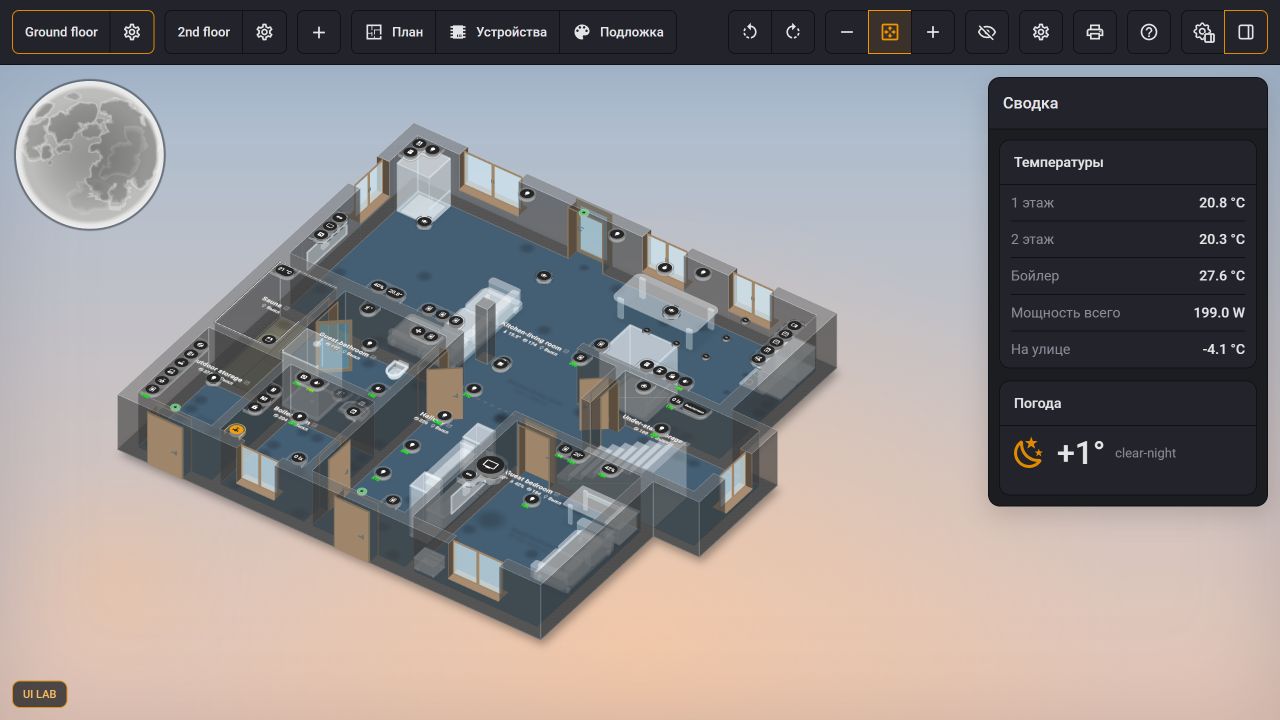 Ground floor
2nd floor
План
Устройства
Подложка
Сводка
Температуры
1 этаж
20.8 °C
2 этаж
20.3 °C
Бойлер
27.6 °C
Мощность всего
199.0 W
На улице
-4.1 °C
Погода
+1°
clear-night
Sauna
Guest bathroom
Kitchen-living room
Guest bedroom
UI LAB